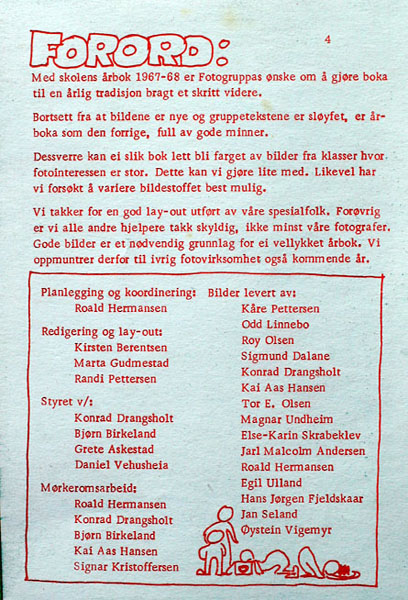 FORORD:
4
Med skolens årbok 1967-68 er Fotogruppas ønske om å gjøre boka
til en årlig tradisjon bragt et skritt videre.
Bortsett fra at bildene er nye og gruppetekstene er sløyfet, er år-
boka som den forrige, full av gode minner.
Dessverre kan ei slik bok lett bli farget av bilder fra klasser hvor
fotointeressen er stor. Dette kan vi gjøre lite med. Likevel har
vi forsøkt å variere bildestoffet best mulig.
Vi takker for en god lay-out utført av våre spesialfolk. Forøvrig
er vi alle andre hjelpere takk skyldig, ikke minst våre fotografer.
Gode bilder er et nødvendig grunnlag for ei vellykket årbok. Vi
oppmuntrer derfor til ivrig fotovirksomhet også kommende år.
Planlegging og koordinering:
Roald Hermansen
Redigering og lay-out:
Kirsten Berentsen
Marta Gudmestad
Randi Pettersen
Styret v/:
Konrad Drangsholt
Bjørn Birkeland
Grete Askestad
Daniel Vehusheia
Mørkeromsarbeid:
Roald Hermansen
Konrad Drangsholt
Bjørn Birkeland
Kai Aas Hansen
Signar Kristoffersen
Bilder levert av:
Kåre Pettersen
Odd Linnebo
Roy Olsen
Sigmund Dalane
Konrad Drangsholt
Kai Aas Hansen
Tor E. Olsen
Magnar Undheim
Else-Karin Skrabeklev
Jarl Malcolm Andersen
Roald Hermansen
Egil Ulland
Hans Jørgen Fjeldskaar
Jan Seland
Øystein Vigemyr